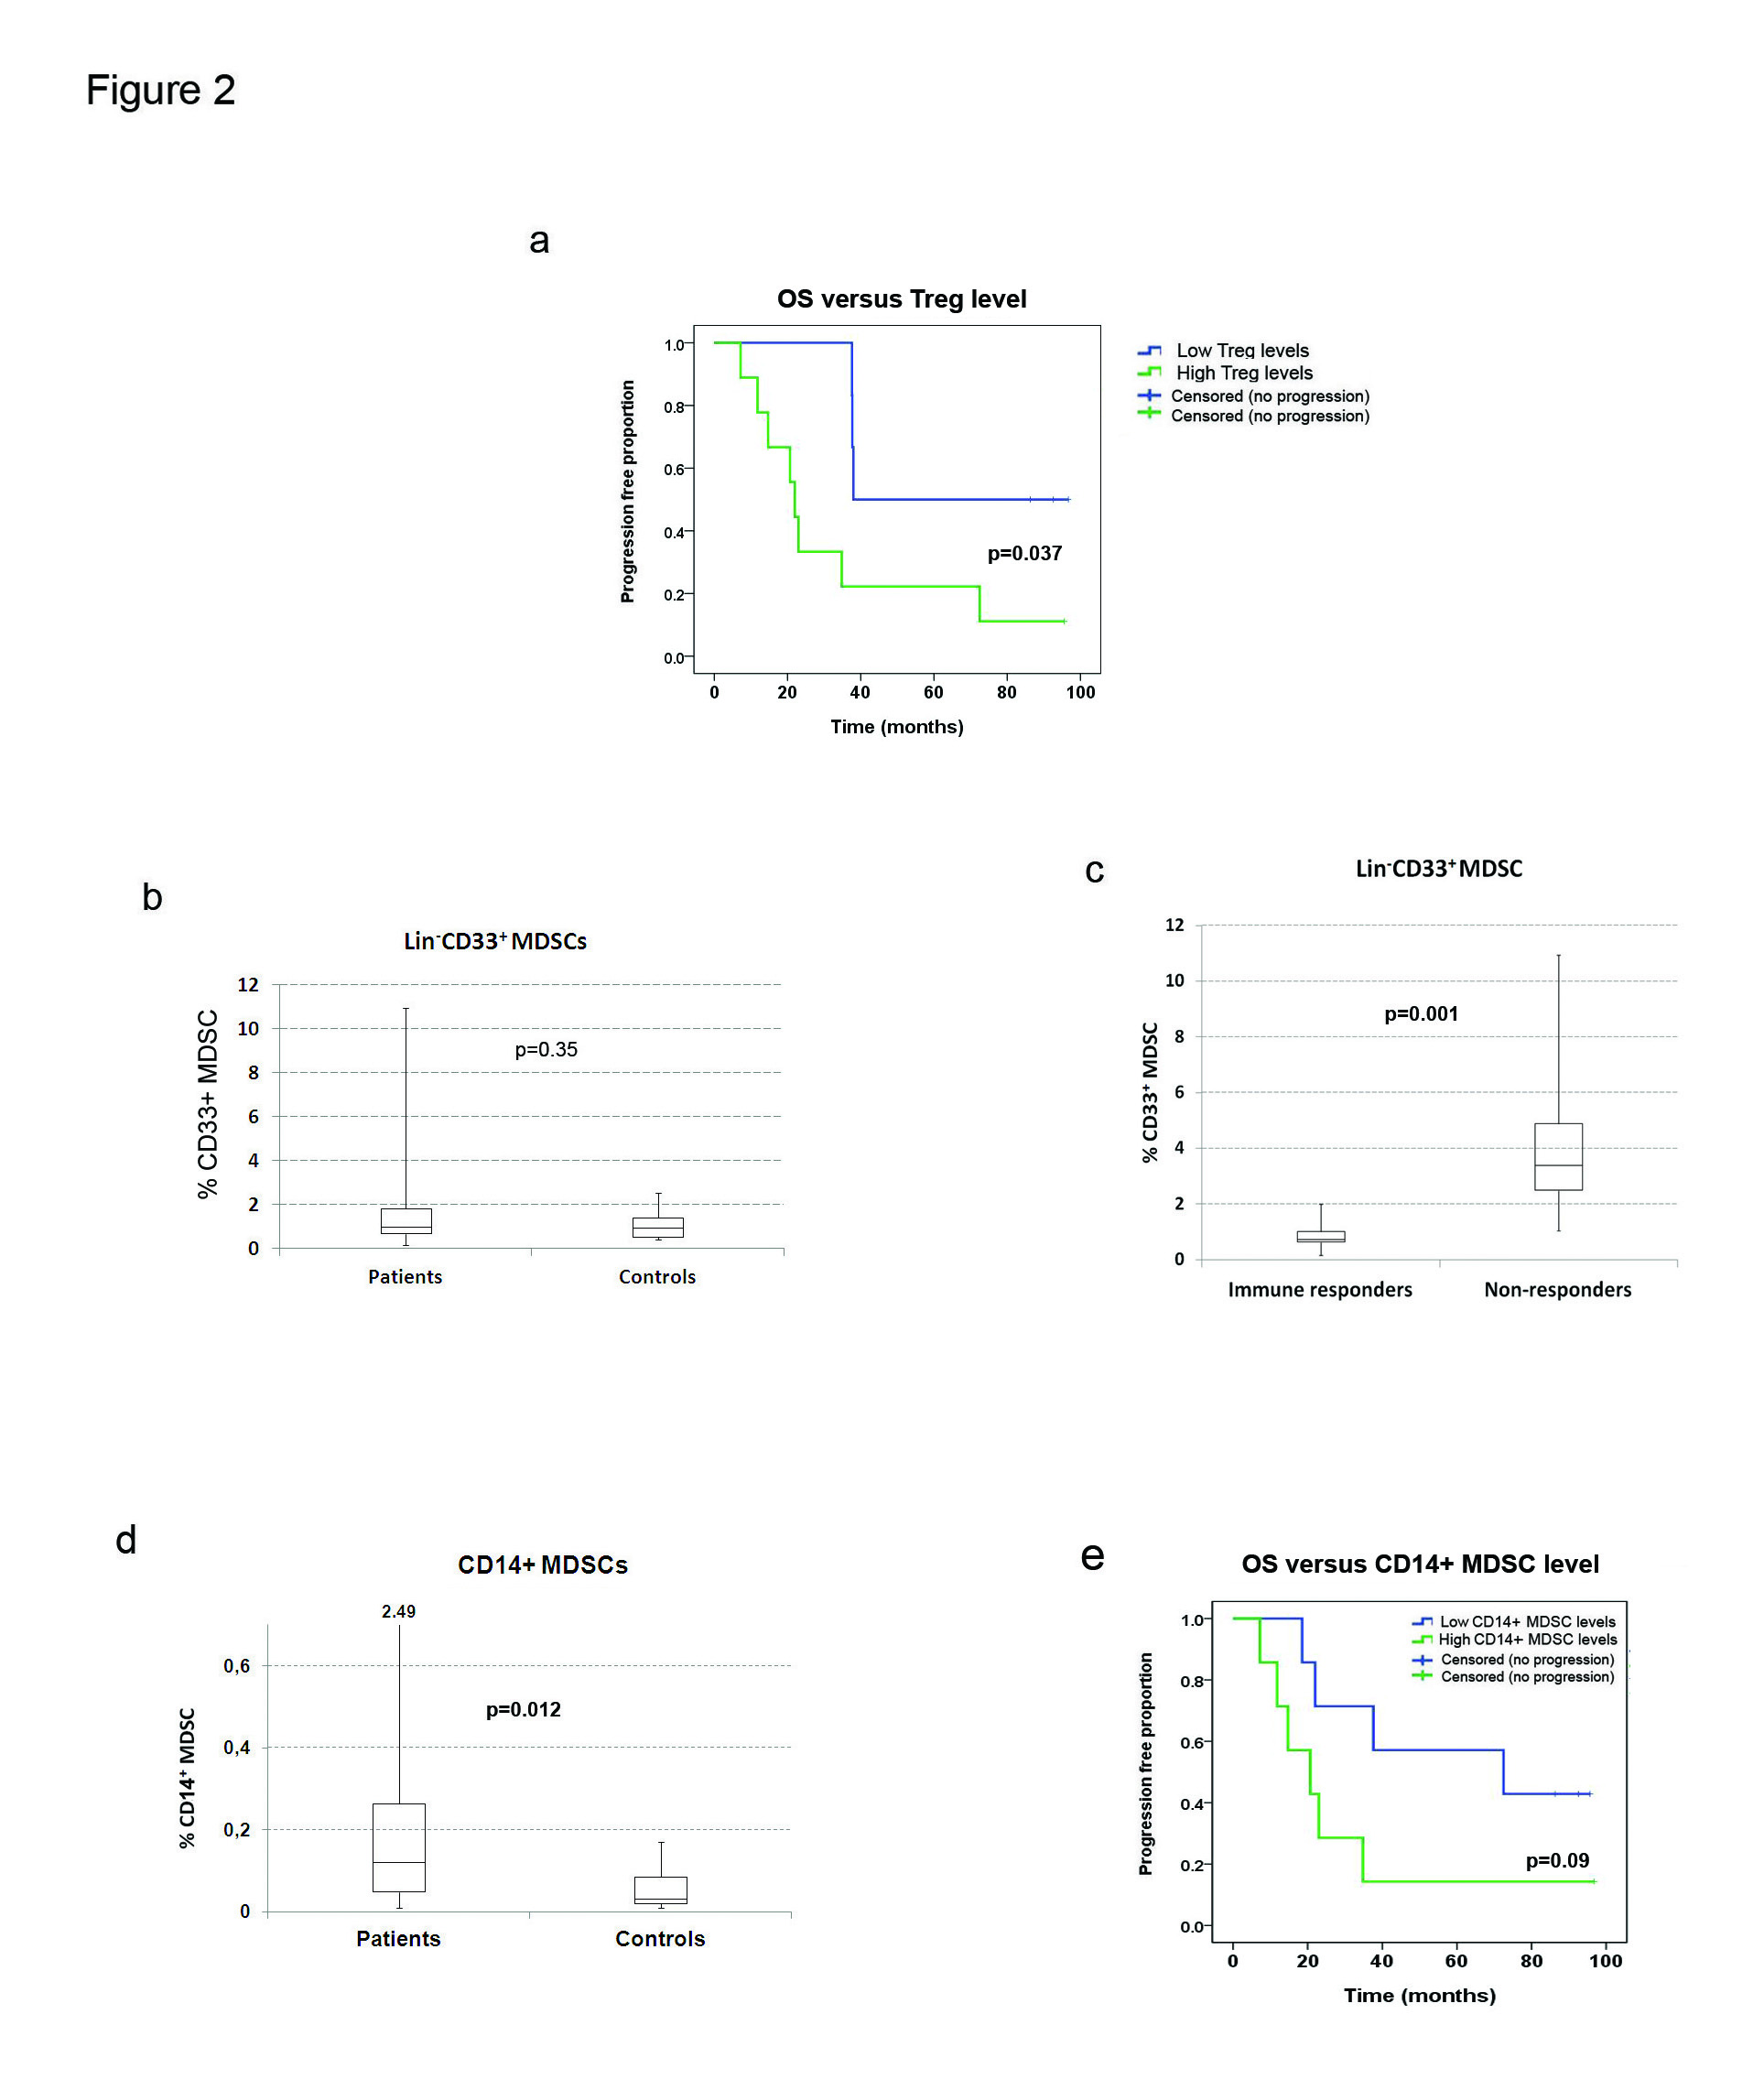 Figure 2
a
OS versus Treg level
1.0
0.8
0.6
0.4
0.2
0.0
Progression free proportion
p=0.037
0 20 40 60 80 100
Time (months)
Low Treg levels
High Treg levels
Censored (no progression)
Censored (no progression)
b
Lin-CD33+ MDSCs
12
10
8
6
4
2
0
% CD33+ MDSC
p=0.35
Patients Controls
c
Lin-CD33+ MDSC
12
10
8
6
4
2
0
% CD33+ MDSC
p=0.001
Immune responders Non-responders
d
CD14+ MDSCs
2.49
0,6
0,4
0,2
0
% CD14+ MDSC
p=0.012
Patients Controls
e
OS versus CD14+ MDSC level
1.0
0.8
0.6
0.4
0.2
0.0
Progression free proportion
Low CD14+ MDSC levels
High CD14+ MDSC levels
Censored (no progression)
Censored (no progression)
p=0.09
0 20 40 60 80 100
Time (months)